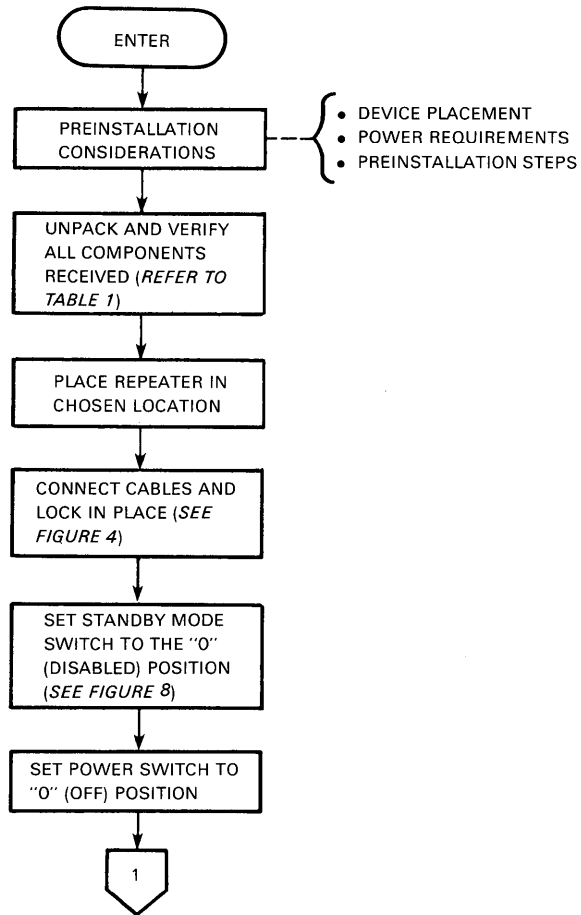 ENTER
PREINSTALLATION
CONSIDERATIONS
• DEVICE PLACEMENT
• POWER REQUIREMENTS
• PREINSTALLATION STEPS
UNPACK AND VERIFY
ALL COMPONENTS
RECEIVED (REFER TO
TABLE 1)
PLACE REPEATER IN
CHOSEN LOCATION
CONNECT CABLES AND
LOCK IN PLACE (SEE
FIGURE 4)
SET STANDBY MODE
SWITCH TO THE "0"
(DISABLED) POSITION
(SEE FIGURE 8)
SET POWER SWITCH TO
"0" (OFF) POSITION
1